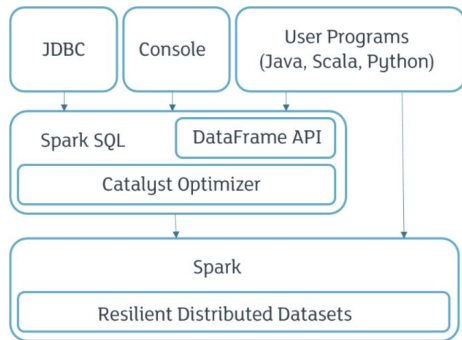 JDBC
Console
User Programs
(Java, Scala, Python)
Spark SQL
DataFrame API
Catalyst Optimizer
Spark
Resilient Distributed Datasets